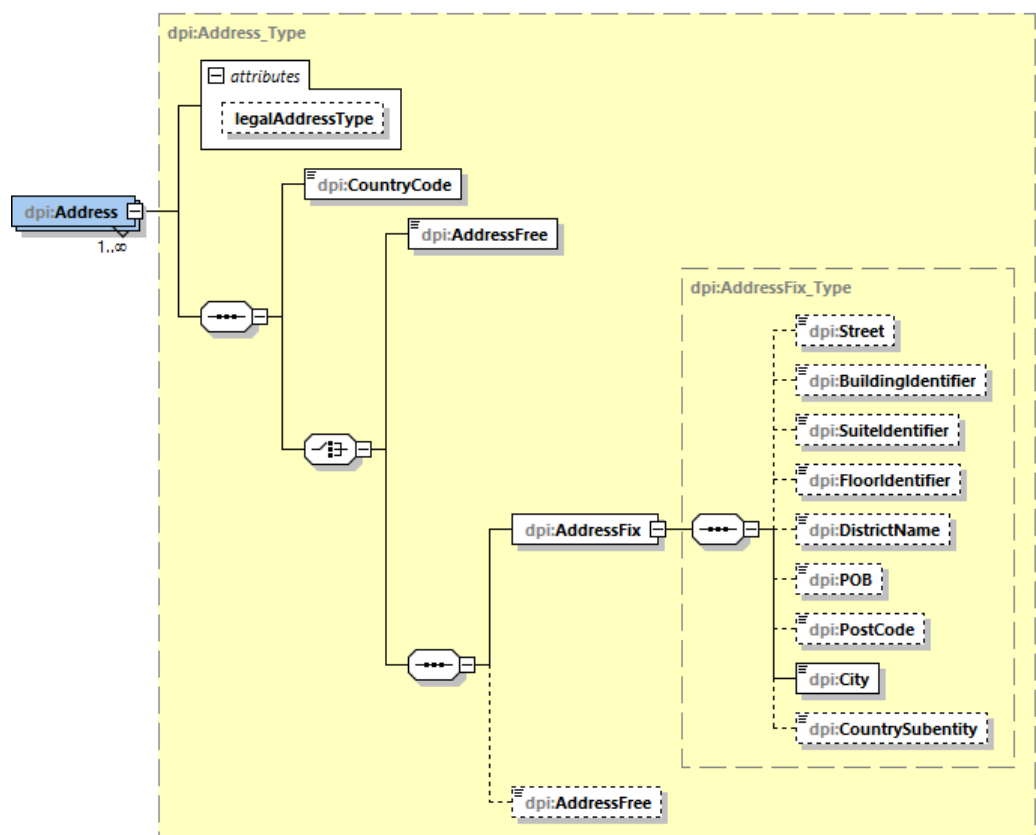 dpi:Address_Type
attributes
legalAddressType
dpi:CountryCode
dpi:Address
1..∞
dpi:AddressFree
dpi:AddressFix_Type
dpi:Street
dpi:BuildingIdentifier
dpi:SuiteIdentifier
dpi:FloorIdentifier
dpi:AddressFix
dpi:DistrictName
dpi:POB
dpi:PostCode
dpi:City
dpi:CountrySubentity
dpi:AddressFree